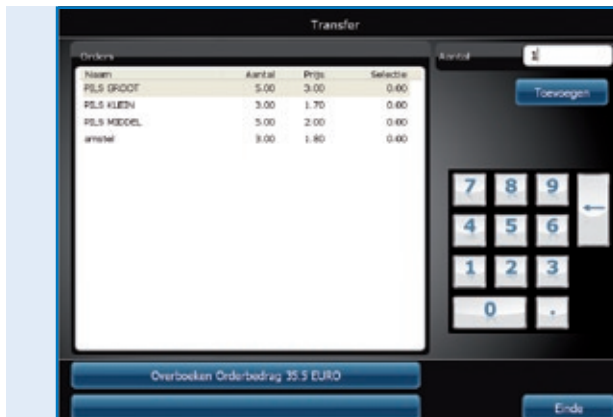 Transfer
Orders
Naam Aantal Prijs Selectie
PILS GROOT 5.00 3.00 0.00
PILS KLEIN 3.00 1.70 0.00
PILS MIDDEL 5.00 2.00 0.00
amstel 3.00 1.80 0.00
Aantal 1
Toevoegen
7 8 9 ←
4 5 6
1 2 3
0 .
Overboeken Orderbedrag 35.5 EURO
Einde